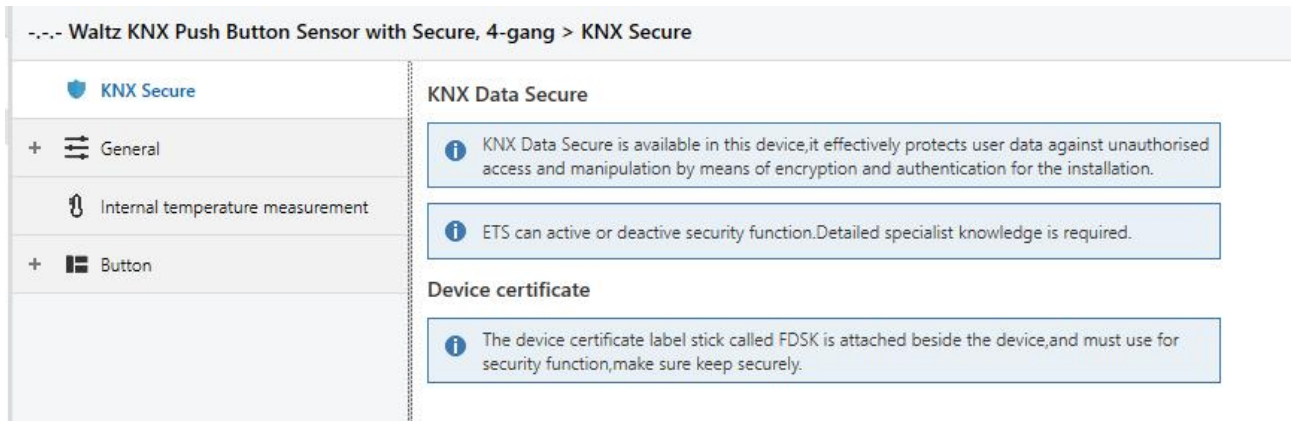 -.-.- Waltz KNX Push Button Sensor with Secure, 4-gang > KNX Secure
KNX Secure
+ General
Internal temperature measurement
+ Button
KNX Data Secure
KNX Data Secure is available in this device,it effectively protects user data against unauthorised
access and manipulation by means of encryption and authentication for the installation.
ETS can active or deactive security function.Detailed specialist knowledge is required.
Device certificate
The device certificate label stick called FDSK is attached beside the device,and must use for
security function,make sure keep securely.